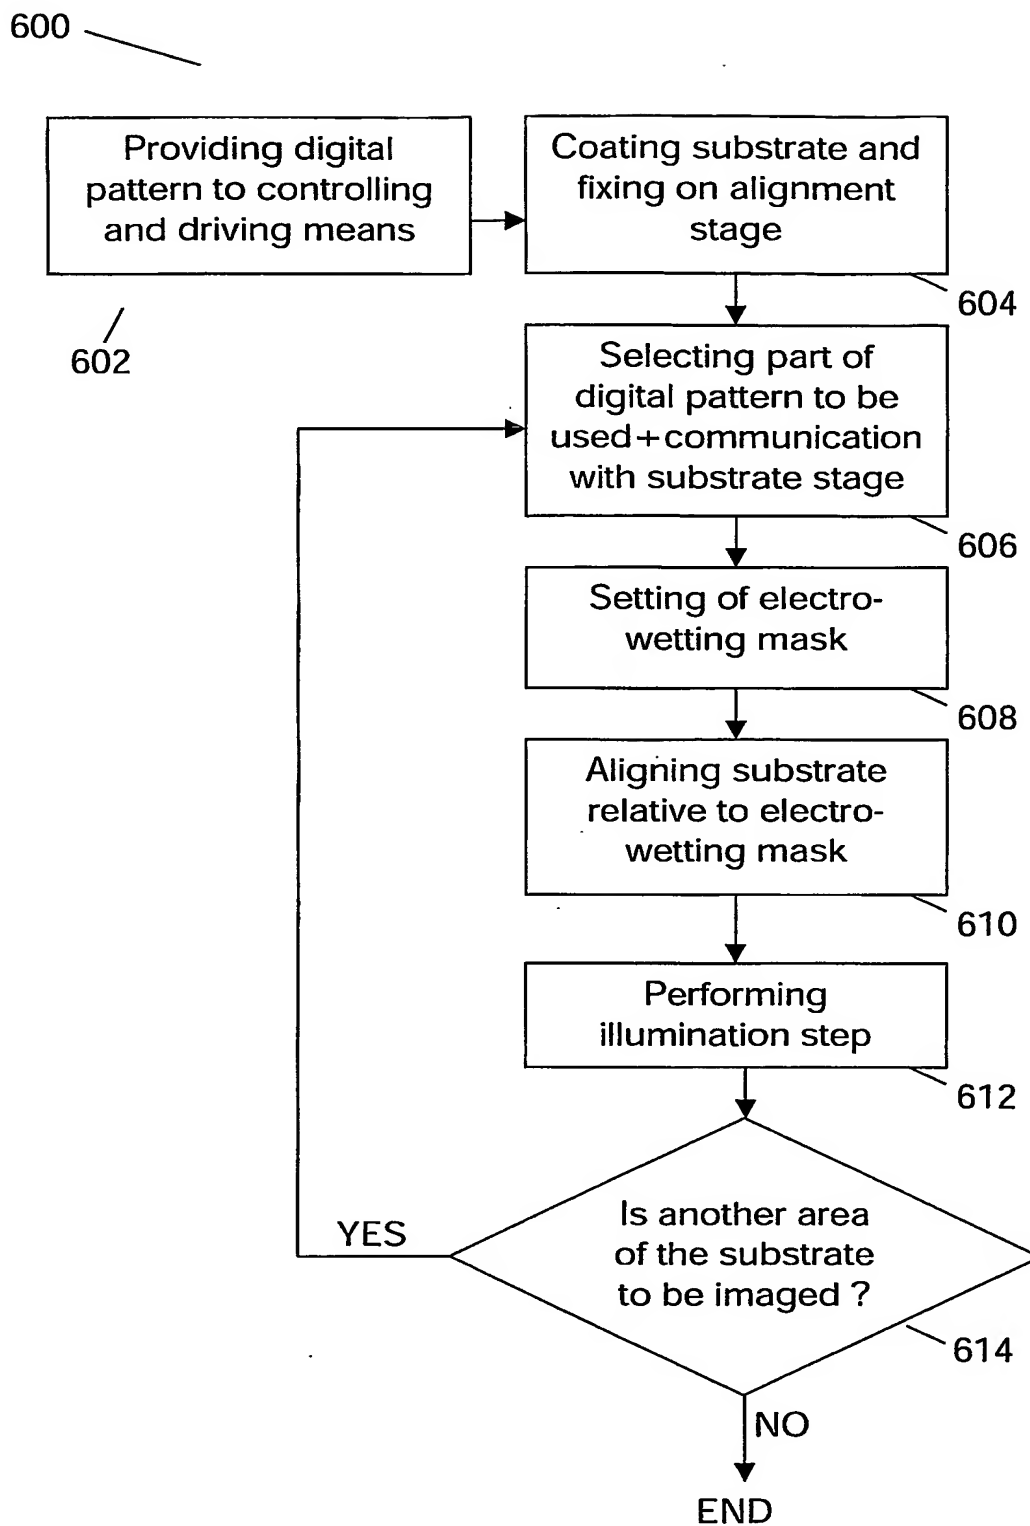 600
Providing digital
pattern to controlling
and driving means
602
Coating substrate and
fixing on alignment
stage
604
Selecting part of
digital pattern to be
used+communication
with substrate stage
606
Setting of electro-
wetting mask
608
Aligning substrate
relative to electro-
wetting mask
610
Performing
illumination step
612
Is another area
of the substrate
to be imaged ?
614
YES
NO
END